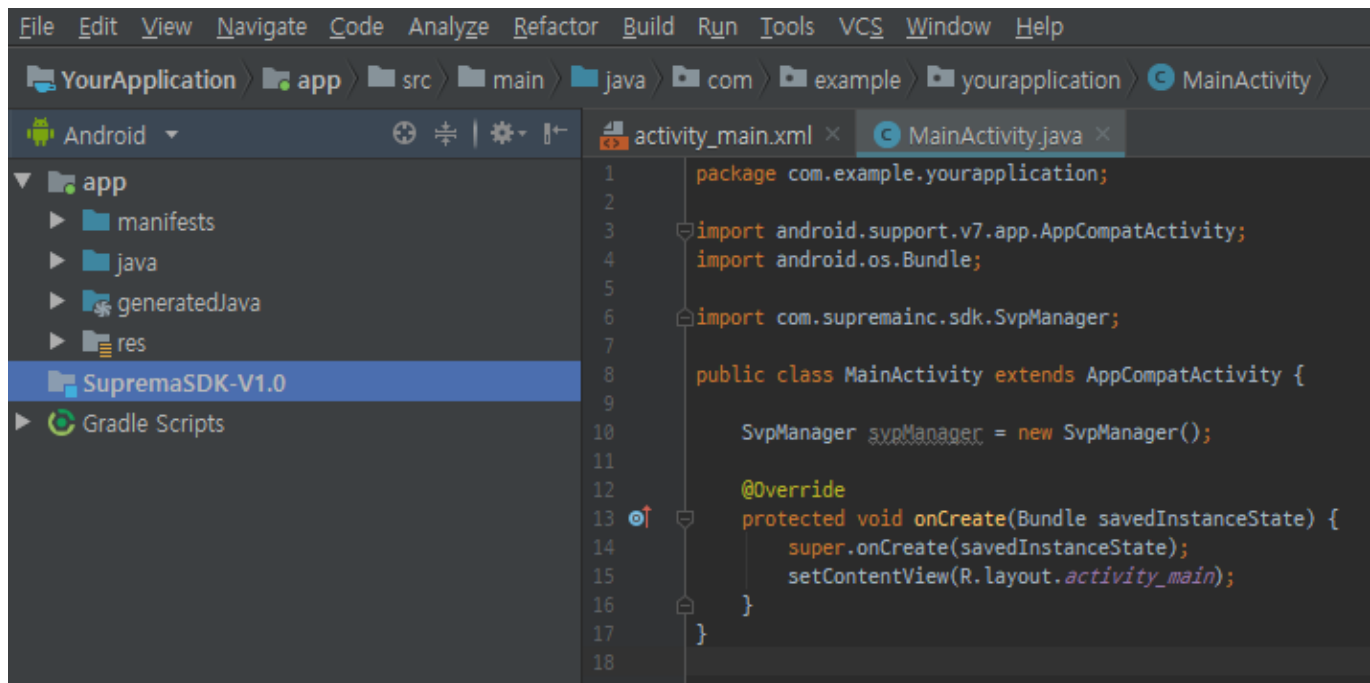 File Edit View Navigate Code Analyze Refactor Build Run Tools VCS Window Help
YourApplication app src main java com example yourapplication MainActivity
Android
activity_main.xml MainActivity.java
app
manifests
java
generatedJava
res
SupremaSDK-V1.0
Gradle Scripts
1 package com.example.yourapplication;
2
3 import android.support.v7.app.AppCompatActivity;
4 import android.os.Bundle;
5
6 import com.supremainc.sdk.SvpManager;
7
8 public class MainActivity extends AppCompatActivity {
9
10 SvpManager svpManager = new SvpManager();
11
12 @Override
13 protected void onCreate(Bundle savedInstanceState) {
14 super.onCreate(savedInstanceState);
15 setContentView(R.layout.activity_main);
16 }
17 }
18